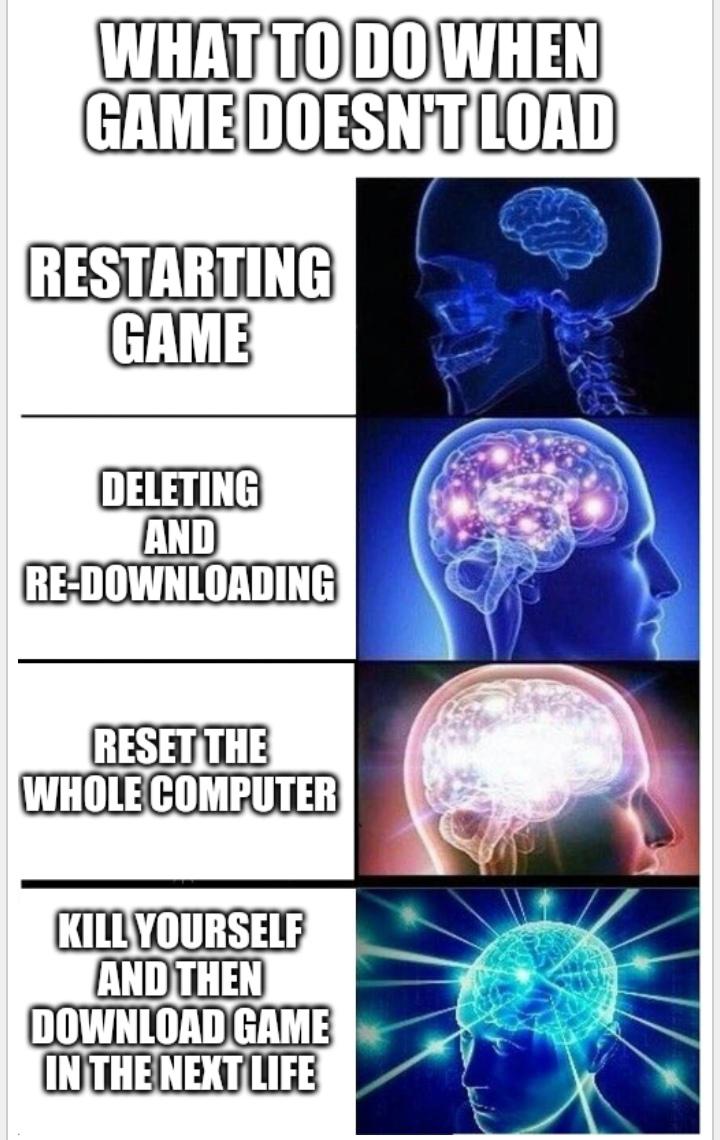 WHAT TO DO WHEN
GAME DOESN'T LOAD
RESTARTING
GAME
DELETING
AND
RE-DOWNLOADING
RESET THE
WHOLE COMPUTER
KILL YOURSELF
AND THEN
DOWNLOAD GAME
IN THE NEXT LIFE